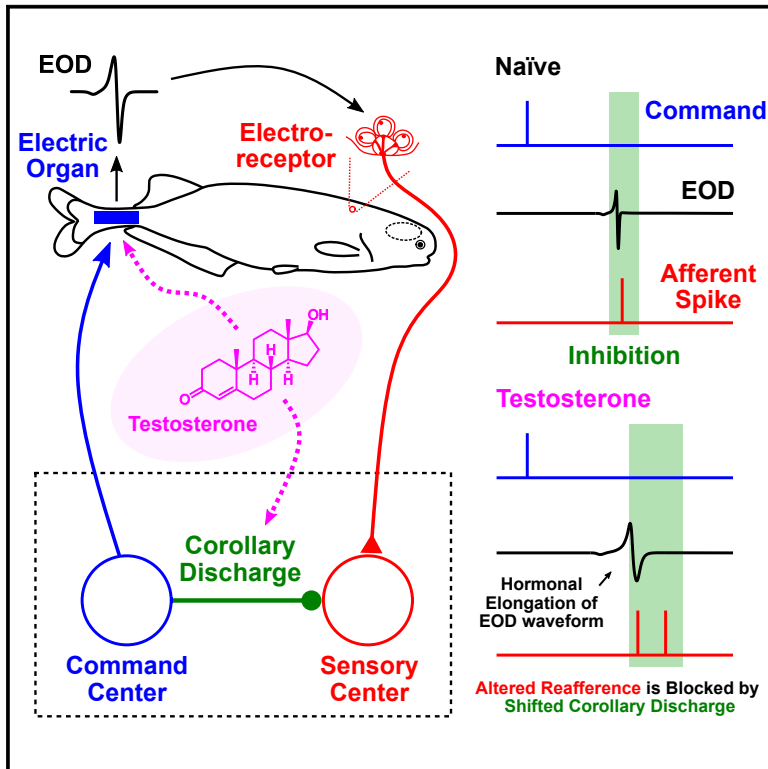 EOD
Electric
Organ
Electro-
receptor
OH
H
H
H
O
Testosterone
Corollary
Discharge
Command
Center
Sensory
Center
Naïve
Command
EOD
Afferent
Spike
Inhibition
Testosterone
Hormonal
Elongation of
EOD waveform
Altered Reafference is Blocked by
Shifted Corollary Discharge